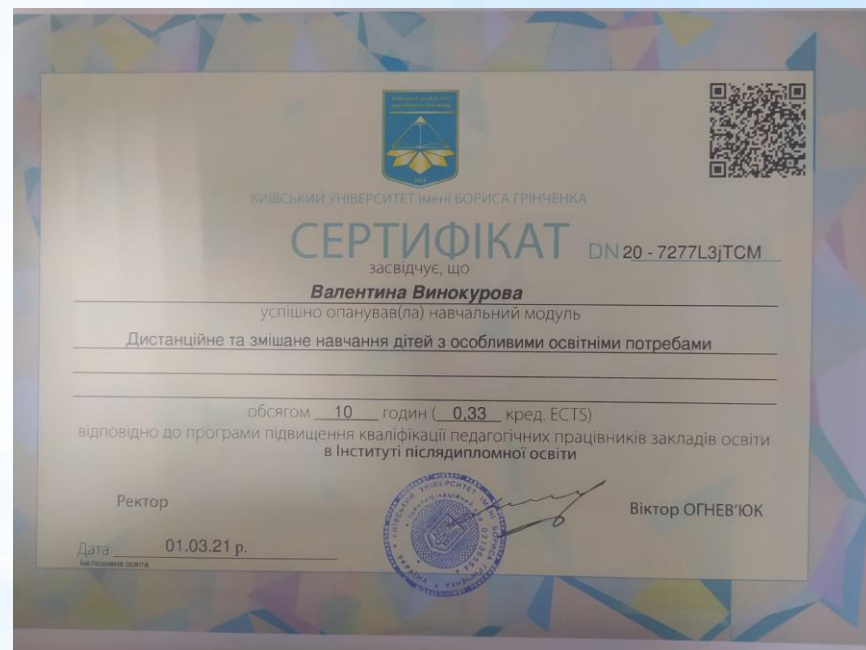 КИЇВСЬКИЙ УНІВЕРСИТЕТ імені БОРИСА ГРІНЧЕНКА
СЕРТИФІКАТ DN 20 - 7277L3jTCM
засвідчує, що
Валентина Винокурова
успішно опанував(ла) навчальний модуль
Дистанційне та змішане навчання дітей з особливими освітніми потребами
обсягом 10 годин ( 0,33 кред. ECTS)
відповідно до програми підвищення кваліфікації педагогічних працівників закладів освіти
в Інституті післядипломної освіти
Ректор
Віктор ОГНЕВ'ЮК
Дата 01.03.21 р.
Інклюзивна освіта